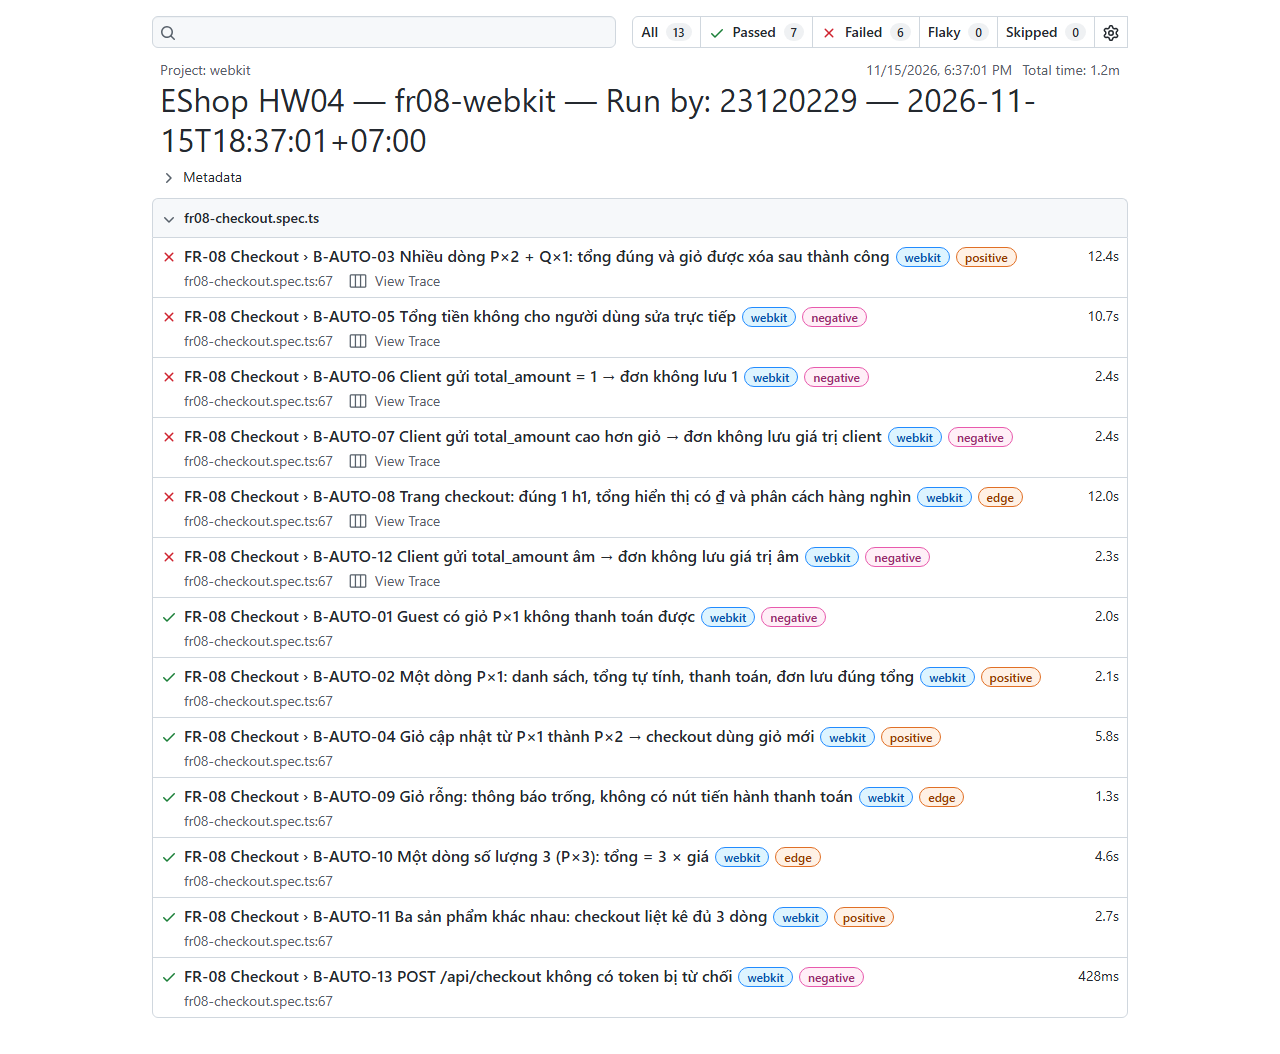 All 13 Passed 7 Failed 6 Flaky 0 Skipped 0
Project: webkit 11/15/2026, 6:37:01 PM Total time: 1.2m
EShop HW04 — fr08-webkit — Run by: 23120229 — 2026-11-
15T18:37:01+07:00
Metadata
fr08-checkout.spec.ts
FR-08 Checkout › B-AUTO-03 Nhiều dòng P×2 + Q×1: tổng đúng và giỏ được xóa sau thành công webkit positive 12.4s
fr08-checkout.spec.ts:67 View Trace
FR-08 Checkout › B-AUTO-05 Tổng tiền không cho người dùng sửa trực tiếp webkit negative 10.7s
fr08-checkout.spec.ts:67 View Trace
FR-08 Checkout › B-AUTO-06 Client gửi total_amount = 1 → đơn không lưu 1 webkit negative 2.4s
fr08-checkout.spec.ts:67 View Trace
FR-08 Checkout › B-AUTO-07 Client gửi total_amount cao hơn giỏ → đơn không lưu giá trị client webkit negative 2.4s
fr08-checkout.spec.ts:67 View Trace
FR-08 Checkout › B-AUTO-08 Trang checkout: đúng 1 h1, tổng hiển thị có ₫ và phân cách hàng nghìn webkit edge 12.0s
fr08-checkout.spec.ts:67 View Trace
FR-08 Checkout › B-AUTO-12 Client gửi total_amount âm → đơn không lưu giá trị âm webkit negative 2.3s
fr08-checkout.spec.ts:67 View Trace
FR-08 Checkout › B-AUTO-01 Guest có giỏ P×1 không thanh toán được webkit negative 2.0s
fr08-checkout.spec.ts:67
FR-08 Checkout › B-AUTO-02 Một dòng P×1: danh sách, tổng tự tính, thanh toán, đơn lưu đúng tổng webkit positive 2.1s
fr08-checkout.spec.ts:67
FR-08 Checkout › B-AUTO-04 Giỏ cập nhật từ P×1 thành P×2 → checkout dùng giỏ mới webkit positive 5.8s
fr08-checkout.spec.ts:67
FR-08 Checkout › B-AUTO-09 Giỏ rỗng: thông báo trống, không có nút tiến hành thanh toán webkit edge 1.3s
fr08-checkout.spec.ts:67
FR-08 Checkout › B-AUTO-10 Một dòng số lượng 3 (P×3): tổng = 3 × giá webkit edge 4.6s
fr08-checkout.spec.ts:67
FR-08 Checkout › B-AUTO-11 Ba sản phẩm khác nhau: checkout liệt kê đủ 3 dòng webkit positive 2.7s
fr08-checkout.spec.ts:67
FR-08 Checkout › B-AUTO-13 POST /api/checkout không có token bị từ chối webkit negative 428ms
fr08-checkout.spec.ts:67